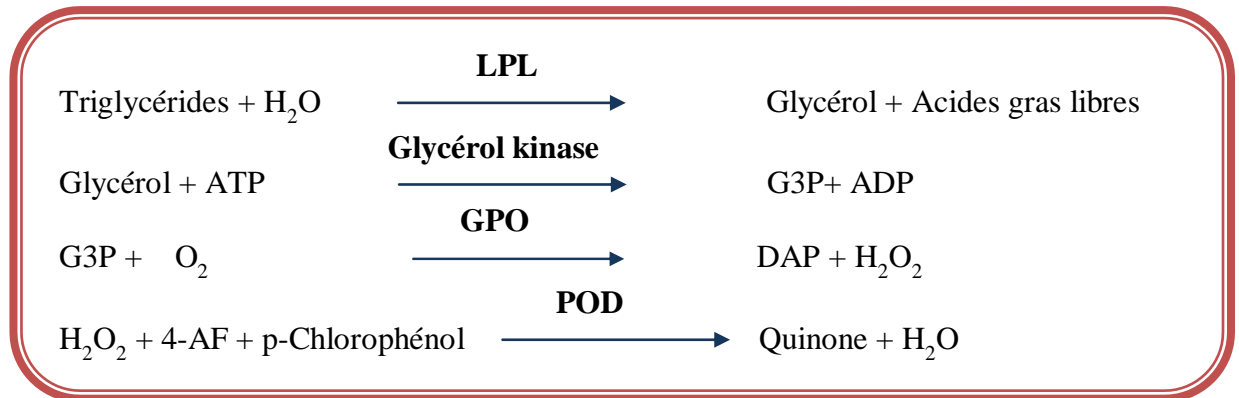 LPL
Triglycérides + H₂O Glycérol + Acides gras libres
Glycérol kinase
Glycérol + ATP G3P+ ADP
GPO
G3P + O₂ DAP + H₂O₂
POD
H₂O₂ + 4-AF + p-Chlorophénol Quinone + H₂O